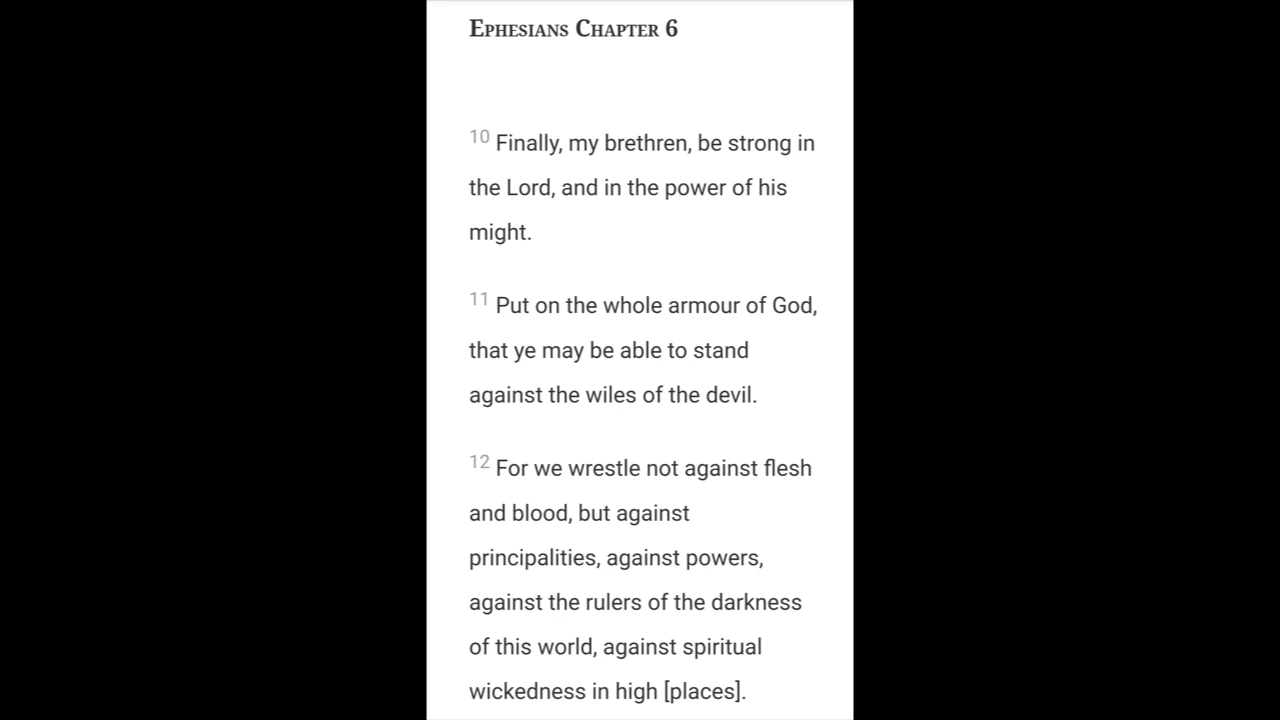 Ephesians Chapter 6
10 Finally, my brethren, be strong in
the Lord, and in the power of his
might.
11 Put on the whole armour of God,
that ye may be able to stand
against the wiles of the devil.
12 For we wrestle not against flesh
and blood, but against
principalities, against powers,
against the rulers of the darkness
of this world, against spiritual
wickedness in high [places].